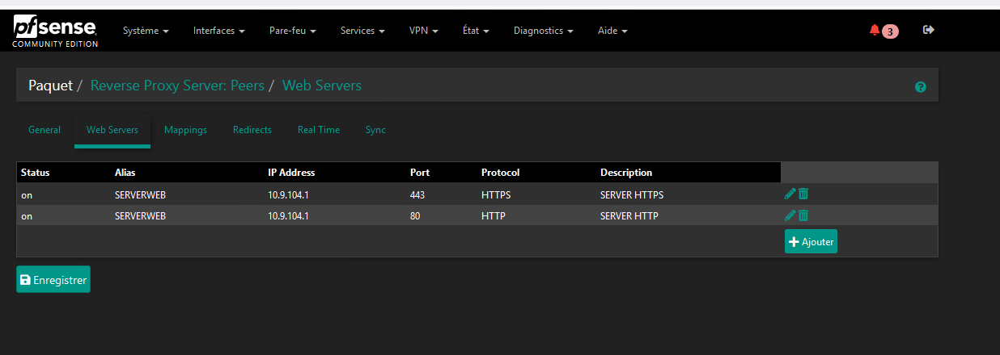 pfsense
COMMUNITY EDITION
Système Interfaces Pare-feu Services VPN État Diagnostics Aide 3
Paquet / Reverse Proxy Server: Peers / Web Servers ?
General Web Servers Mappings Redirects Real Time Sync
Status Alias IP Address Port Protocol Description
on SERVERWEB 10.9.104.1 443 HTTPS SERVER HTTPS
on SERVERWEB 10.9.104.1 80 HTTP SERVER HTTP
+ Ajouter
Enregistrer